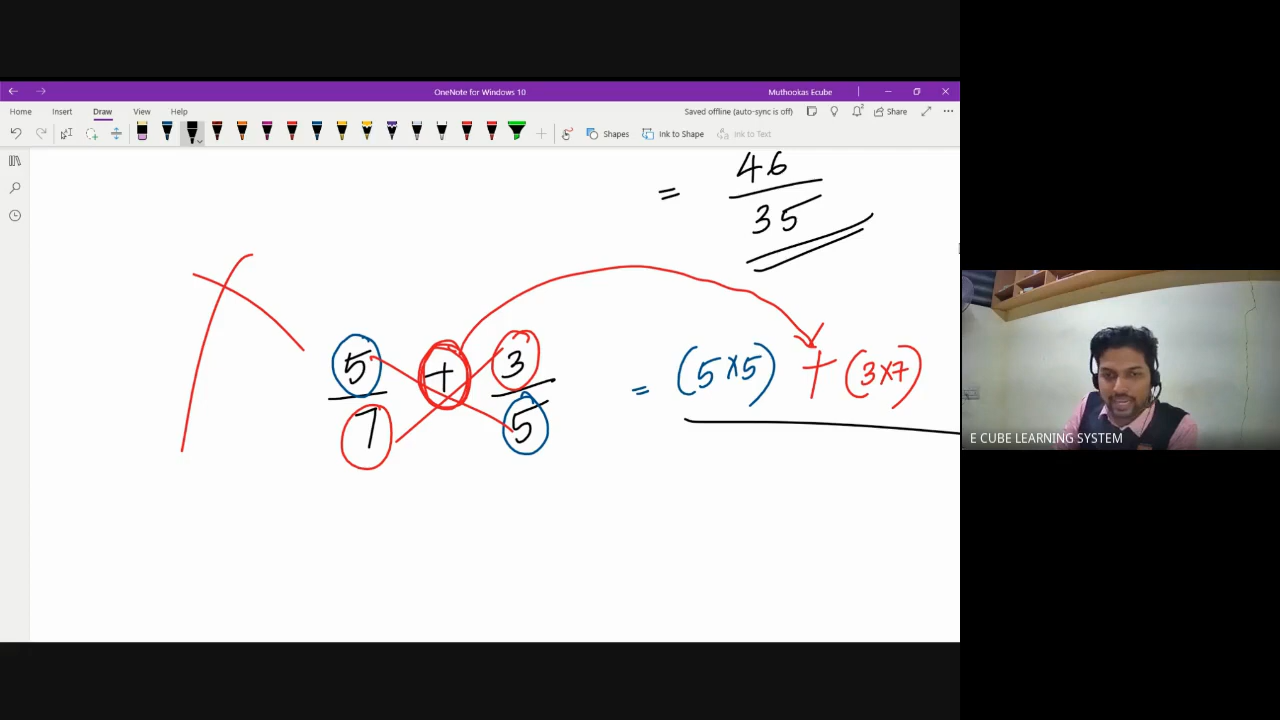 OneNote for Windows 10
Muthookas Ecube
Home Insert Draw View Help
Saved offline (auto-sync is off)
2
Share
Shapes
Ink to Shape
Ink to Text
= 46/35
5/7 + 3/5 = (5×5) + (3×7)
E CUBE LEARNING SYSTEM